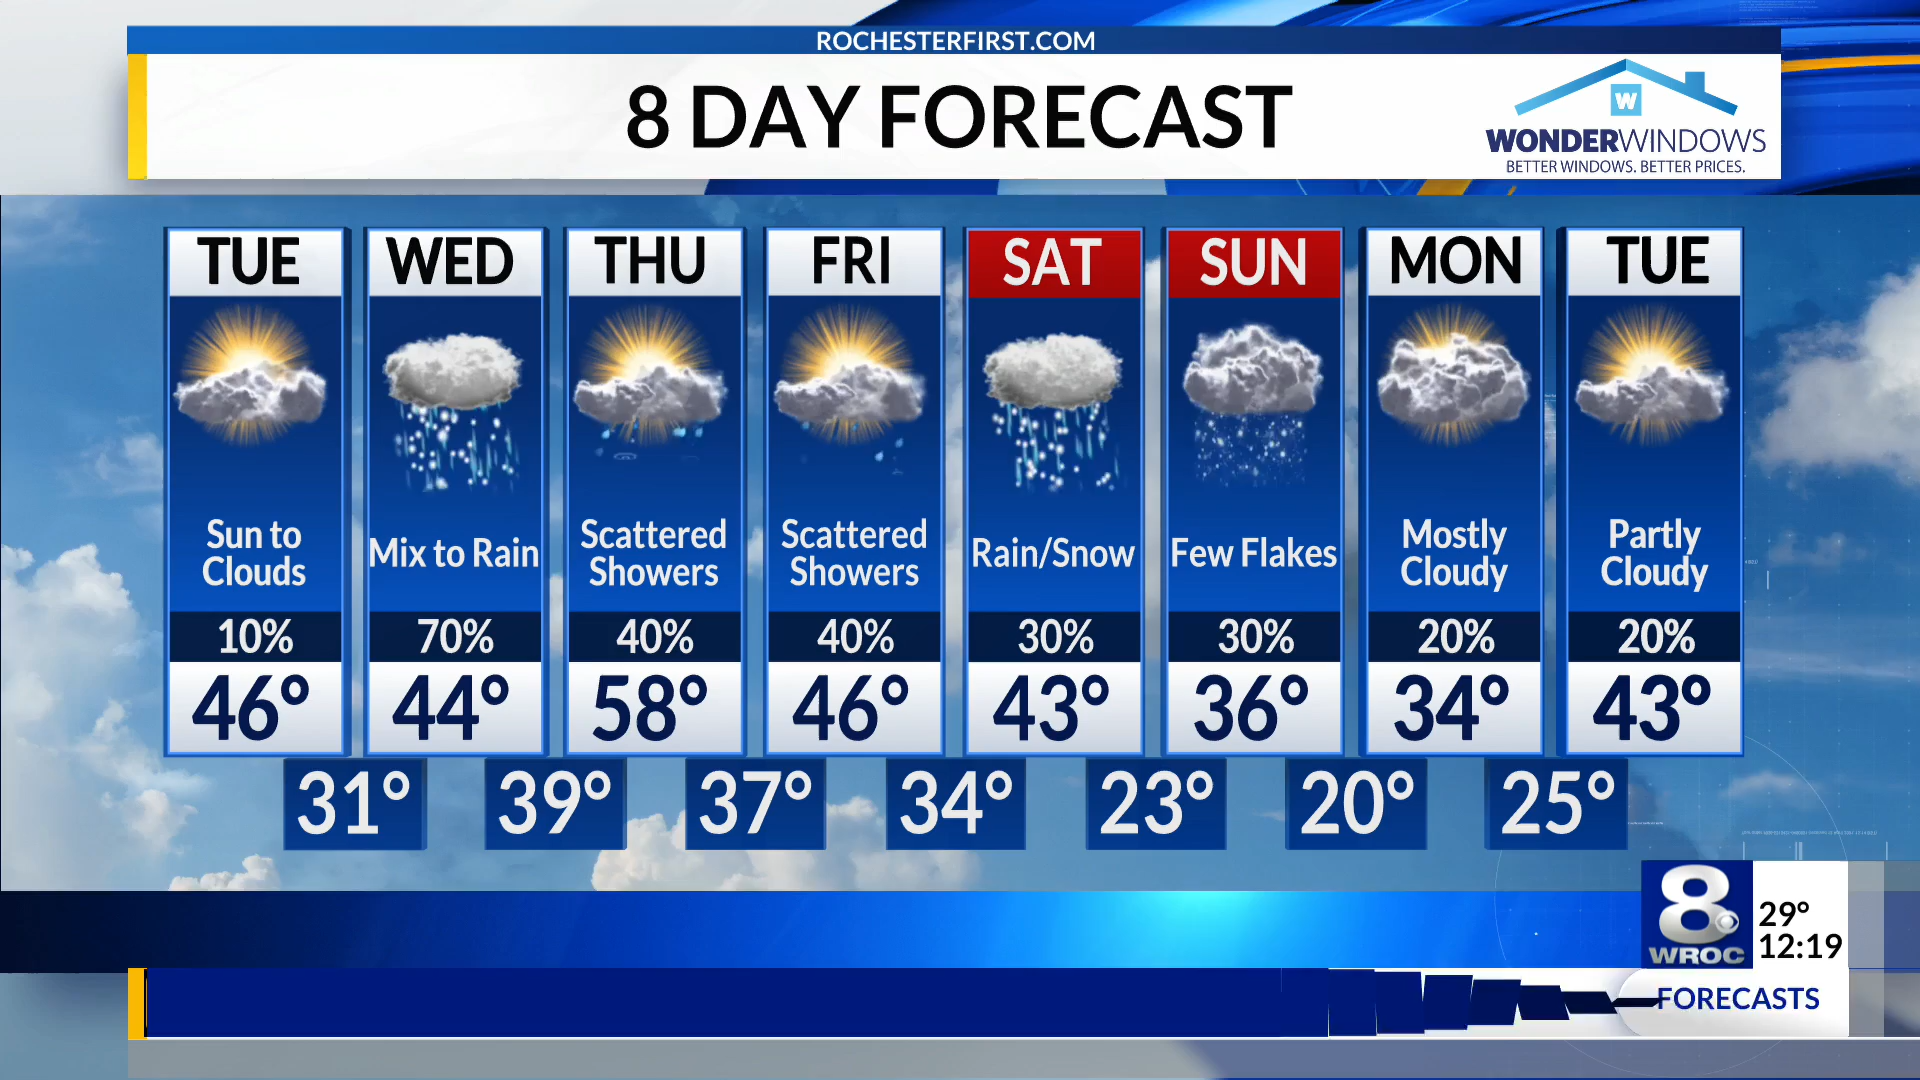 ROCHESTERFIRST.COM
8 DAY FORECAST
W
WONDERWINDOWS
BETTER WINDOWS. BETTER PRICES.
TUE WED THU FRI SAT SUN MON TUE
Sun to
Clouds
Mix to Rain
Scattered
Showers
Scattered
Showers
Rain/Snow
Few Flakes
Mostly
Cloudy
Partly
Cloudy
10% 70% 40% 40% 30% 30% 20% 20%
46° 44° 58° 46° 43° 36° 34° 43°
31° 39° 37° 34° 23° 20° 25°
8
WROC
29°
12:19
FORECASTS